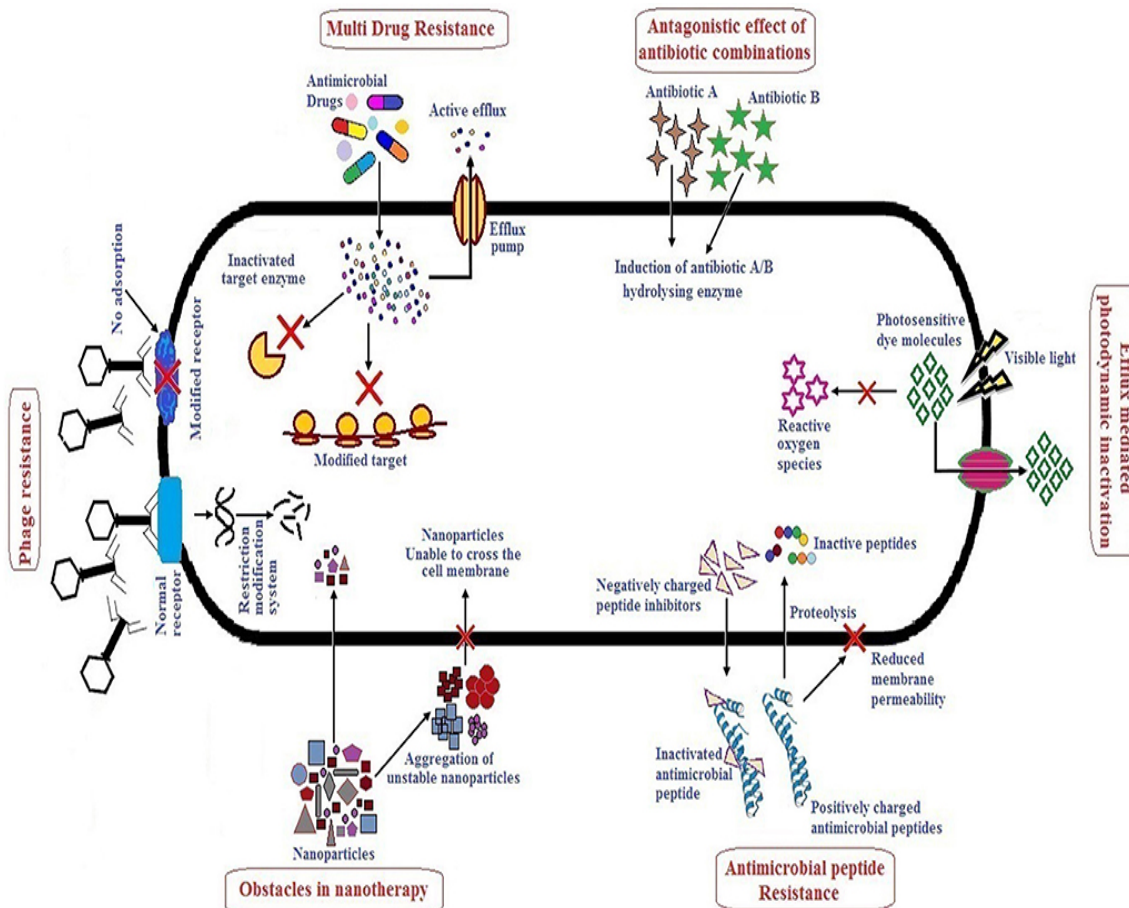 Multi Drug Resistance
Antimicrobial
Drugs
Active efflux
Efflux
pump
Inactivated
target enzyme
Modified target
Antagonistic effect of
antibiotic combinations
Antibiotic A
Antibiotic B
Induction of antibiotic A/B
hydrolysing enzyme
Efflux mediated
photodynamic inactivation
Photosensitive
dye molecules
Visible light
Reactive
oxygen
species
Phage resistance
No adsorption
Modified receptor
Normal
receptor
Restriction
modification
system
Nanoparticles
Unable to cross the
cell membrane
Aggregation of
unstable nanoparticles
Nanoparticles
Obstacles in nanotherapy
Negatively charged
peptide inhibitors
Inactive peptides
Proteolysis
Reduced
membrane
permeability
Inactivated
antimicrobial
peptide
Positively charged
antimicrobial peptides
Antimicrobial peptide
Resistance